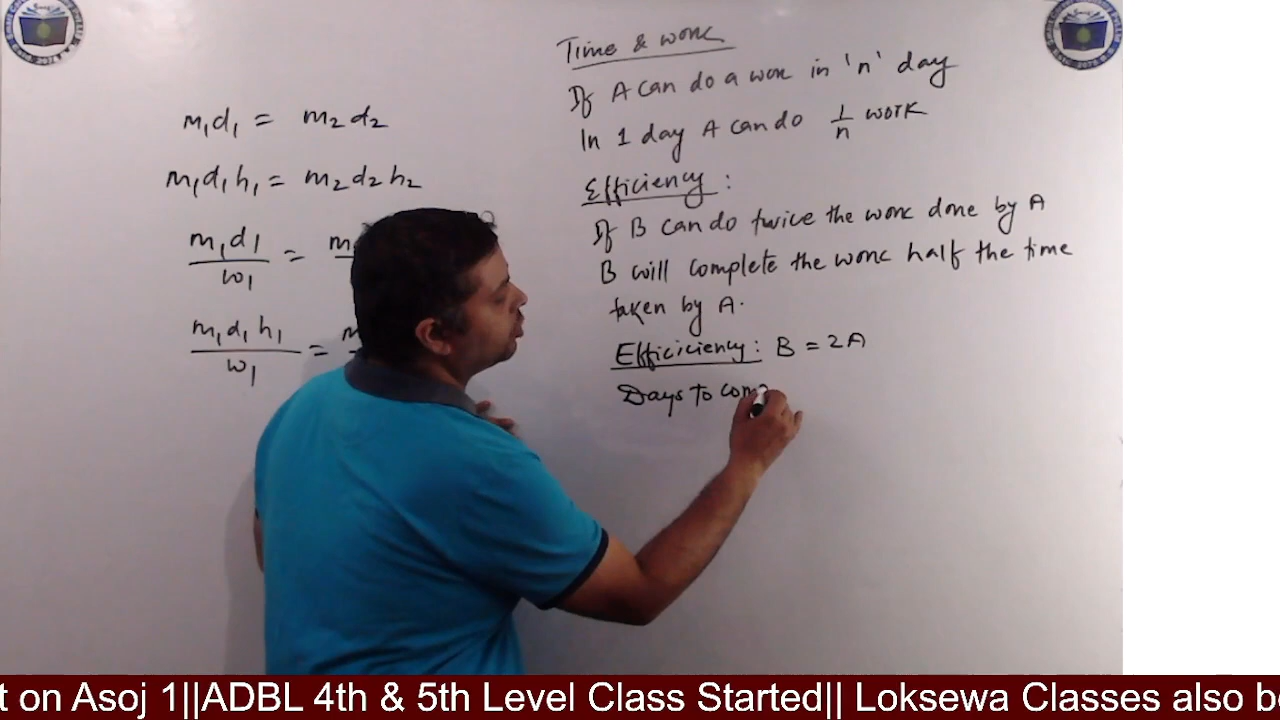 m₁d₁ = m₂d₂
m₁d₁h₁ = m₂d₂h₂
m₁d₁/w₁ = m
m₁d₁h₁/w₁ = m
Time & work
If A can do a work in 'n' day
In 1 day A can do 1/n work
Efficiency :
If B can do twice the work done by A
B will complete the work half the time
taken by A.
Efficiciency : B = 2A
Days to com
t on Asoj 1||ADBL 4th & 5th Level Class Started|| Loksewa Classes also be